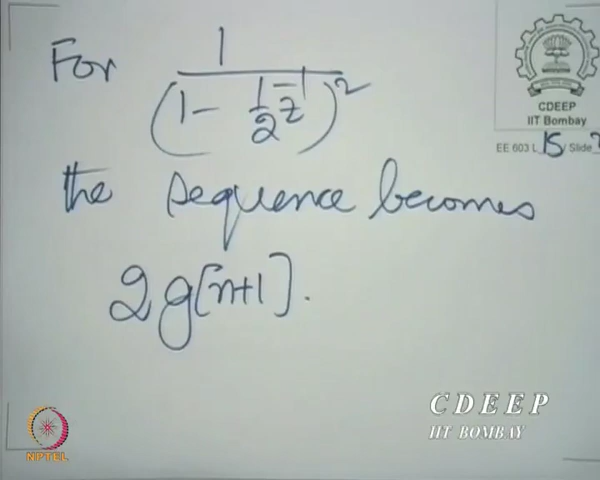 For 1/(1 - 1/2 z^-1)^2
the sequence becomes
2g[n+1].
CDEEP
IIT Bombay
EE 603 L 15 / Slide
CDEEP
IIT BOMBAY
NPTEL